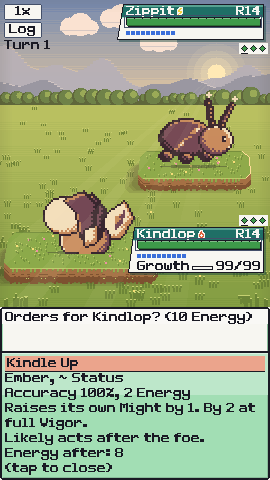 1x
Zippit R14
Log
Turn 1
Kindlop R14
Growth 99/99
Orders for Kindlop? (10 Energy)
Kindle Up
Ember, ~ Status
Accuracy 100%, 2 Energy
Raises its own Might by 1. By 2 at
full Vigor.
Likely acts after the foe.
Energy after: 8
(tap to close)